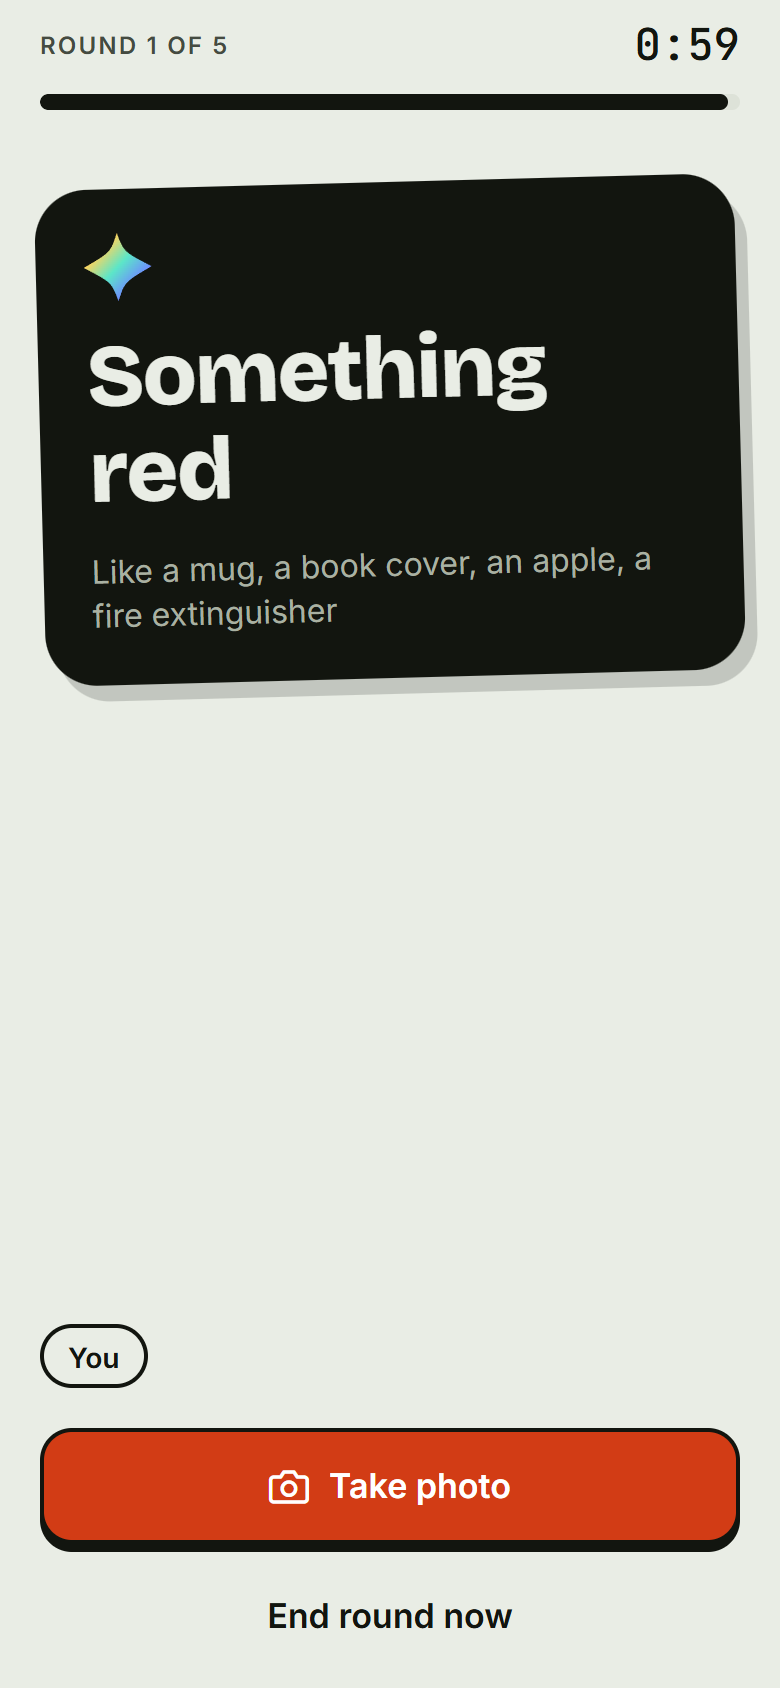 ROUND 1 OF 5
0:59
Something
red
Like a mug, a book cover, an apple, a
fire extinguisher
You
Take photo
End round now